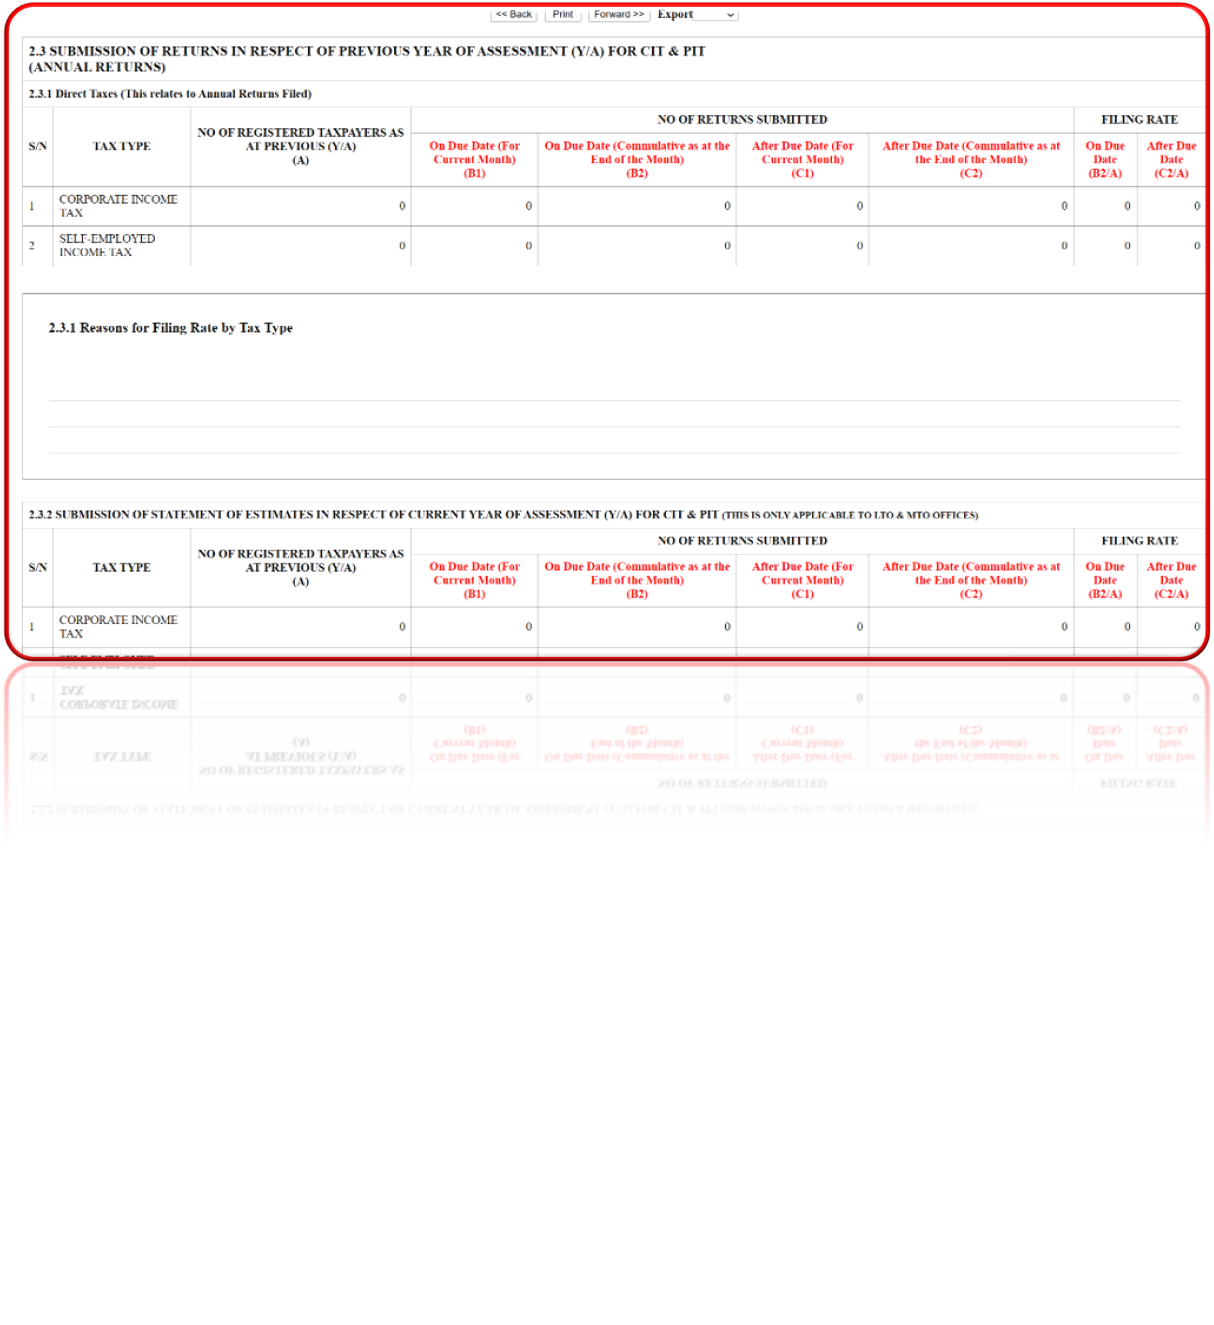 << Back Print Forward >> Export
2.3 SUBMISSION OF RETURNS IN RESPECT OF PREVIOUS YEAR OF ASSESSMENT (Y/A) FOR CIT & PIT
(ANNUAL RETURNS)
2.3.1 Direct Taxes (This relates to Annual Returns Filed)
S/N
TAX TYPE
NO OF REGISTERED TAXPAYERS AS
AT PREVIOUS (Y/A)
(A)
NO OF RETURNS SUBMITTED
FILING RATE
On Due Date (For
Current Month)
(B1)
On Due Date (Commulative as at the
End of the Month)
(B2)
After Due Date (For
Current Month)
(C1)
After Due Date (Commulative as at
the End of the Month)
(C2)
On Due
Date
(B2/A)
After Due
Date
(C2/A)
1
CORPORATE INCOME
TAX
0 0 0 0 0 0 0
2
SELF-EMPLOYED
INCOME TAX
0 0 0 0 0 0 0
2.3.1 Reasons for Filing Rate by Tax Type
2.3.2 SUBMISSION OF STATEMENT OF ESTIMATES IN RESPECT OF CURRENT YEAR OF ASSESSMENT (Y/A) FOR CIT & PIT (THIS IS ONLY APPLICABLE TO LTO & MTO OFFICES)
S/N
TAX TYPE
NO OF REGISTERED TAXPAYERS AS
AT PREVIOUS (Y/A)
(A)
NO OF RETURNS SUBMITTED
FILING RATE
On Due Date (For
Current Month)
(B1)
On Due Date (Commulative as at the
End of the Month)
(B2)
After Due Date (For
Current Month)
(C1)
After Due Date (Commulative as at
the End of the Month)
(C2)
On Due
Date
(B2/A)
After Due
Date
(C2/A)
1
CORPORATE INCOME
TAX
0 0 0 0 0 0 0